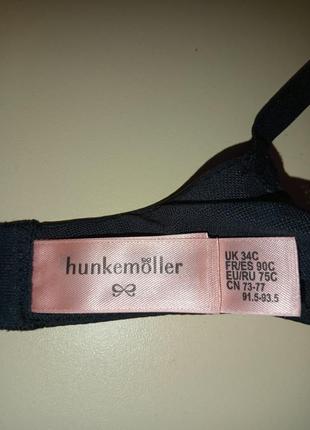 hunkemöller
UK 34C
FR/ES 90C
EU/RU 75C
CN 73-77
91.5-93.5